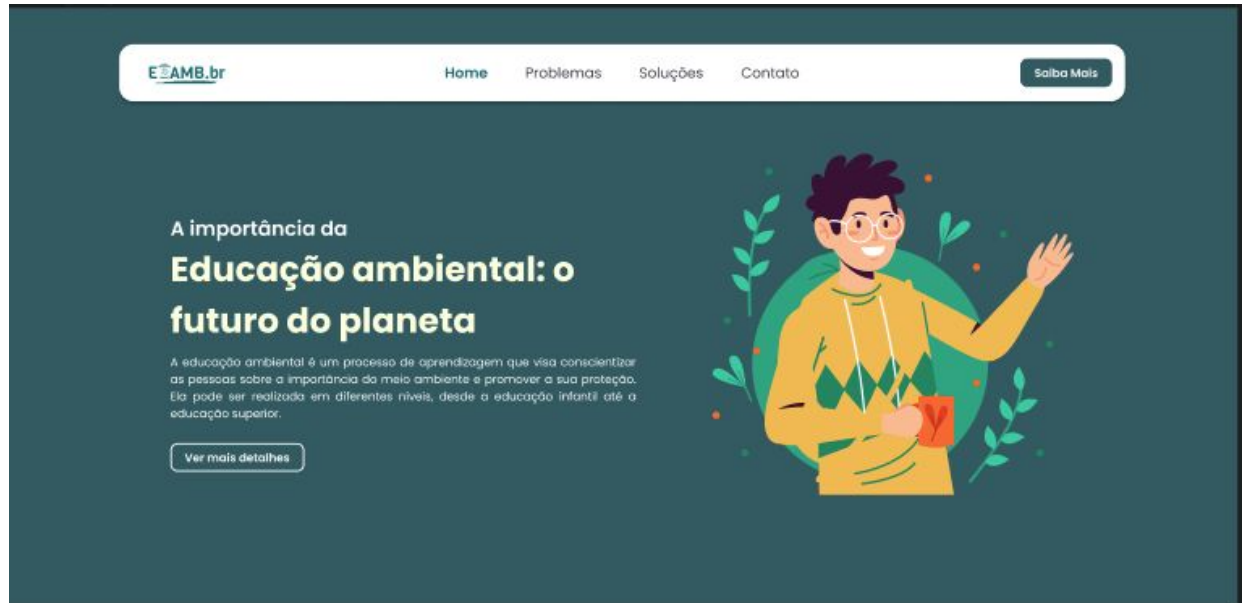 EAMB.br
Home
Problemas
Soluções
Contato
Saiba Mais
A importância da
Educação ambiental: o
futuro do planeta
A educação ambiental é um processo de aprendizagem que visa conscientizar
as pessoas sobre a importância do meio ambiente e promover a sua proteção.
Ela pode ser realizada em diferentes níveis, desde a educação infantil até a
educação superior.
Ver mais detalhes